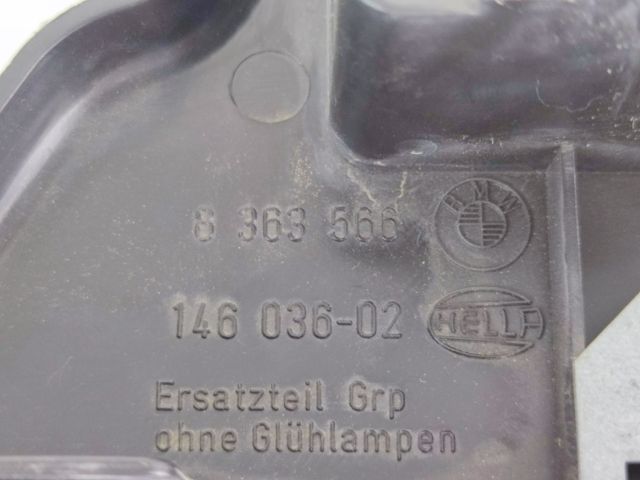 8 363 566 BMW
146 036-02 HELLA
Ersatzteil Grp
ohne Glühlampen